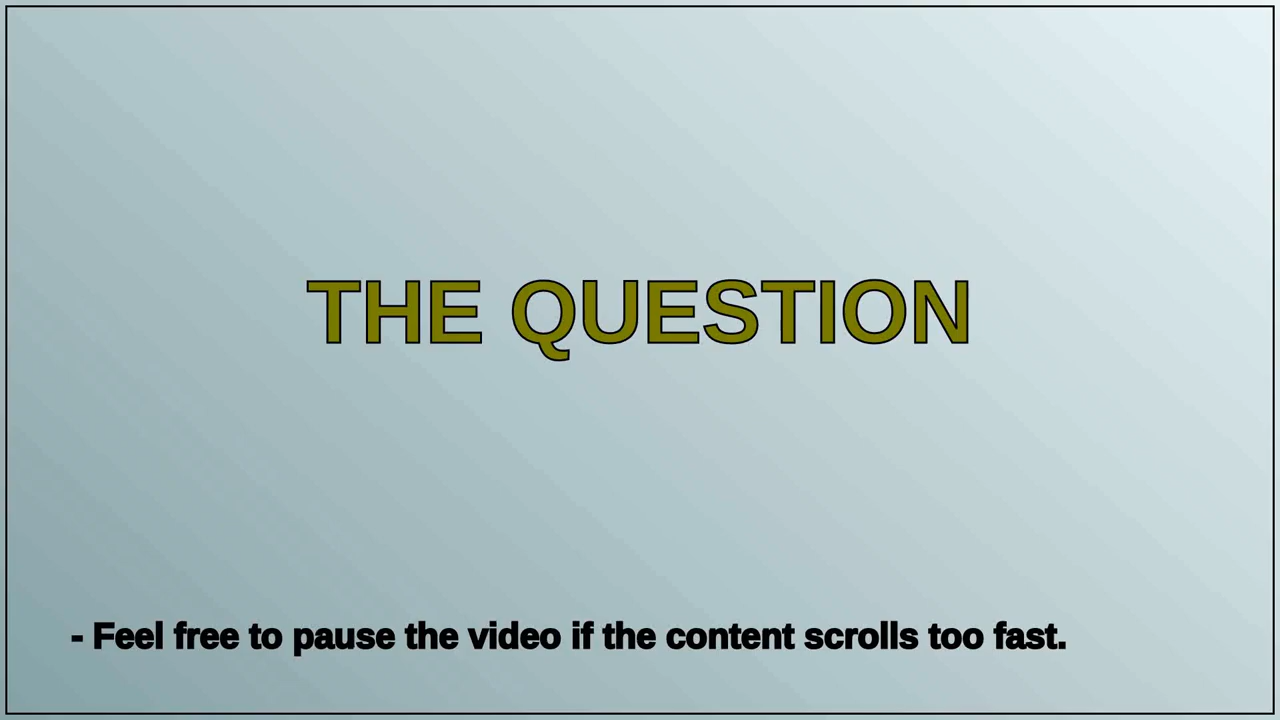 THE QUESTION
- Feel free to pause the video if the content scrolls too fast.